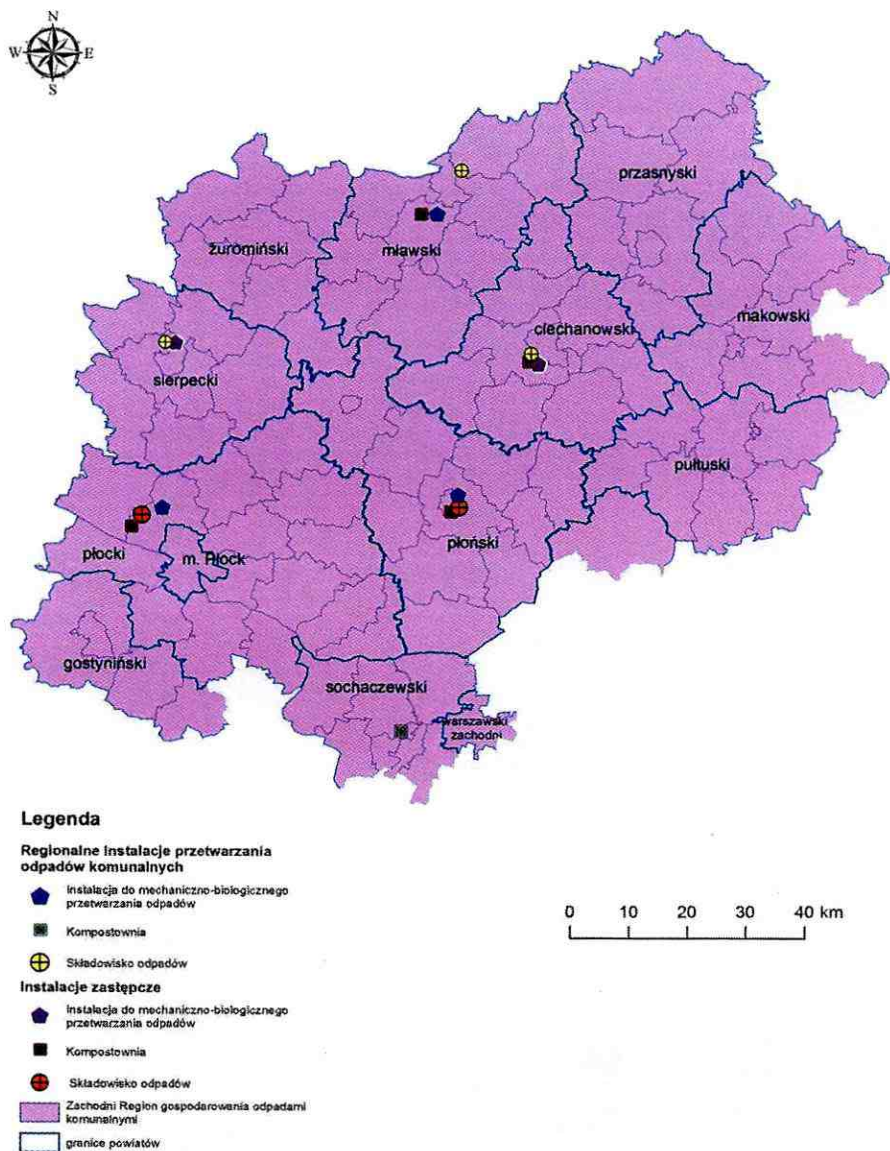 N
W E
S
przasnyski
żuromiński
mławski
makowski
ciechanowski
sierpecki
pułtuski
płoński
płocki
m. Płock
gostyniński
sochaczewski
warszawski
zachodni
Legenda
Regionalne Instalacje przetwarzania
odpadów komunalnych
Instalacja do mechaniczno-biologicznego
przetwarzania odpadów
Kompostownia
Składowisko odpadów
Instalacje zastępcze
Instalacja do mechaniczno-biologicznego
przetwarzania odpadów
Kompostownia
Składowisko odpadów
Zachodni Region gospodarowania odpadami
komunalnymi
granice powiatów
0 10 20 30 40 km